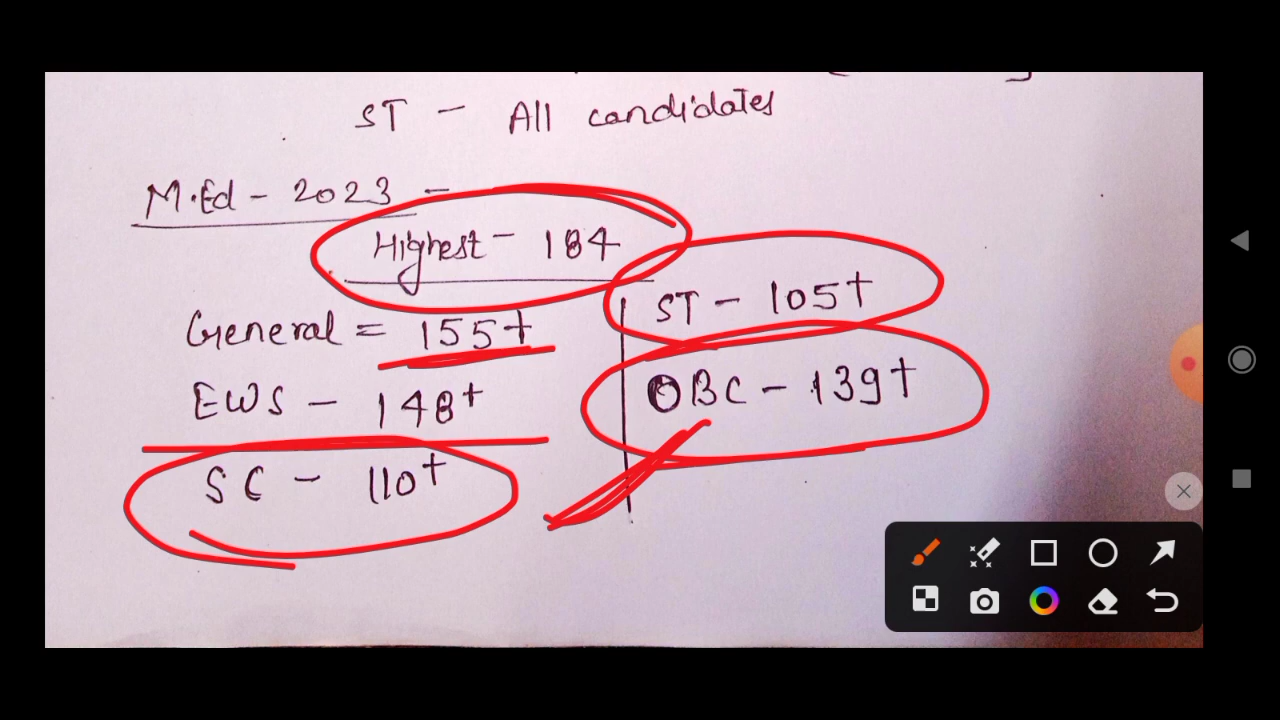 ST - All candidates
M.Ed - 2023 -
Highest - 184
General = 155+
EWS - 148+
SC - 110+
ST - 105+
OBC - 139+